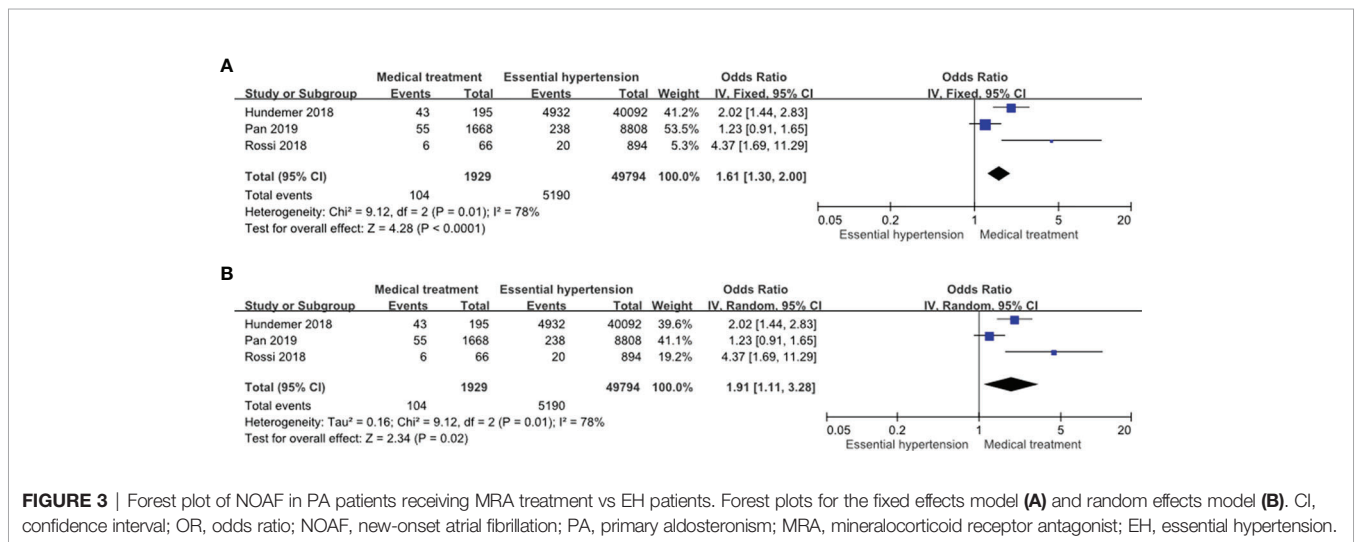 A
Medical treatment Essential hypertension Odds Ratio Odds Ratio
Study or Subgroup Events Total Events Total Weight IV, Fixed, 95% CI IV, Fixed, 95% CI
Hundemer 2018 43 195 4932 40092 41.2% 2.02 [1.44, 2.83]
Pan 2019 55 1668 238 8808 53.5% 1.23 [0.91, 1.65]
Rossi 2018 6 66 20 894 5.3% 4.37 [1.69, 11.29]
Total (95% CI) 1929 49794 100.0% 1.61 [1.30, 2.00]
Total events 104 5190
Heterogeneity: Chi² = 9.12, df = 2 (P = 0.01); I² = 78%
Test for overall effect: Z = 4.28 (P < 0.0001)
0.05 0.2 1 5 20
Essential hypertension Medical treatment
B
Medical treatment Essential hypertension Odds Ratio Odds Ratio
Study or Subgroup Events Total Events Total Weight IV, Random, 95% CI IV, Random, 95% CI
Hundemer 2018 43 195 4932 40092 39.6% 2.02 [1.44, 2.83]
Pan 2019 55 1668 238 8808 41.1% 1.23 [0.91, 1.65]
Rossi 2018 6 66 20 894 19.2% 4.37 [1.69, 11.29]
Total (95% CI) 1929 49794 100.0% 1.91 [1.11, 3.28]
Total events 104 5190
Heterogeneity: Tau² = 0.16; Chi² = 9.12, df = 2 (P = 0.01); I² = 78%
Test for overall effect: Z = 2.34 (P = 0.02)
0.05 0.2 1 5 20
Essential hypertension Medical treatment
FIGURE 3 | Forest plot of NOAF in PA patients receiving MRA treatment vs EH patients. Forest plots for the fixed effects model (A) and random effects model (B). CI,
confidence interval; OR, odds ratio; NOAF, new-onset atrial fibrillation; PA, primary aldosteronism; MRA, mineralocorticoid receptor antagonist; EH, essential hypertension.